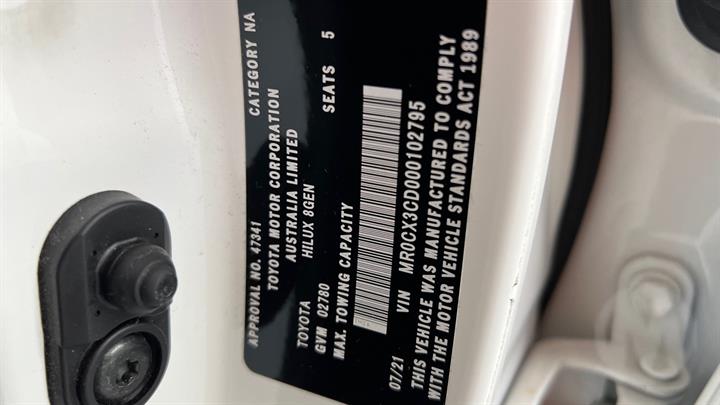 APPROVAL NO. 47341 CATEGORY NA
TOYOTA MOTOR CORPORATION
AUSTRALIA LIMITED
TOYOTA HILUX 8GEN
GVM 02780 SEATS 5
MAX. TOWING CAPACITY
07/21 VIN MR0CX3CD000102795
THIS VEHICLE WAS MANUFACTURED TO COMPLY
WITH THE MOTOR VEHICLE STANDARDS ACT 1989